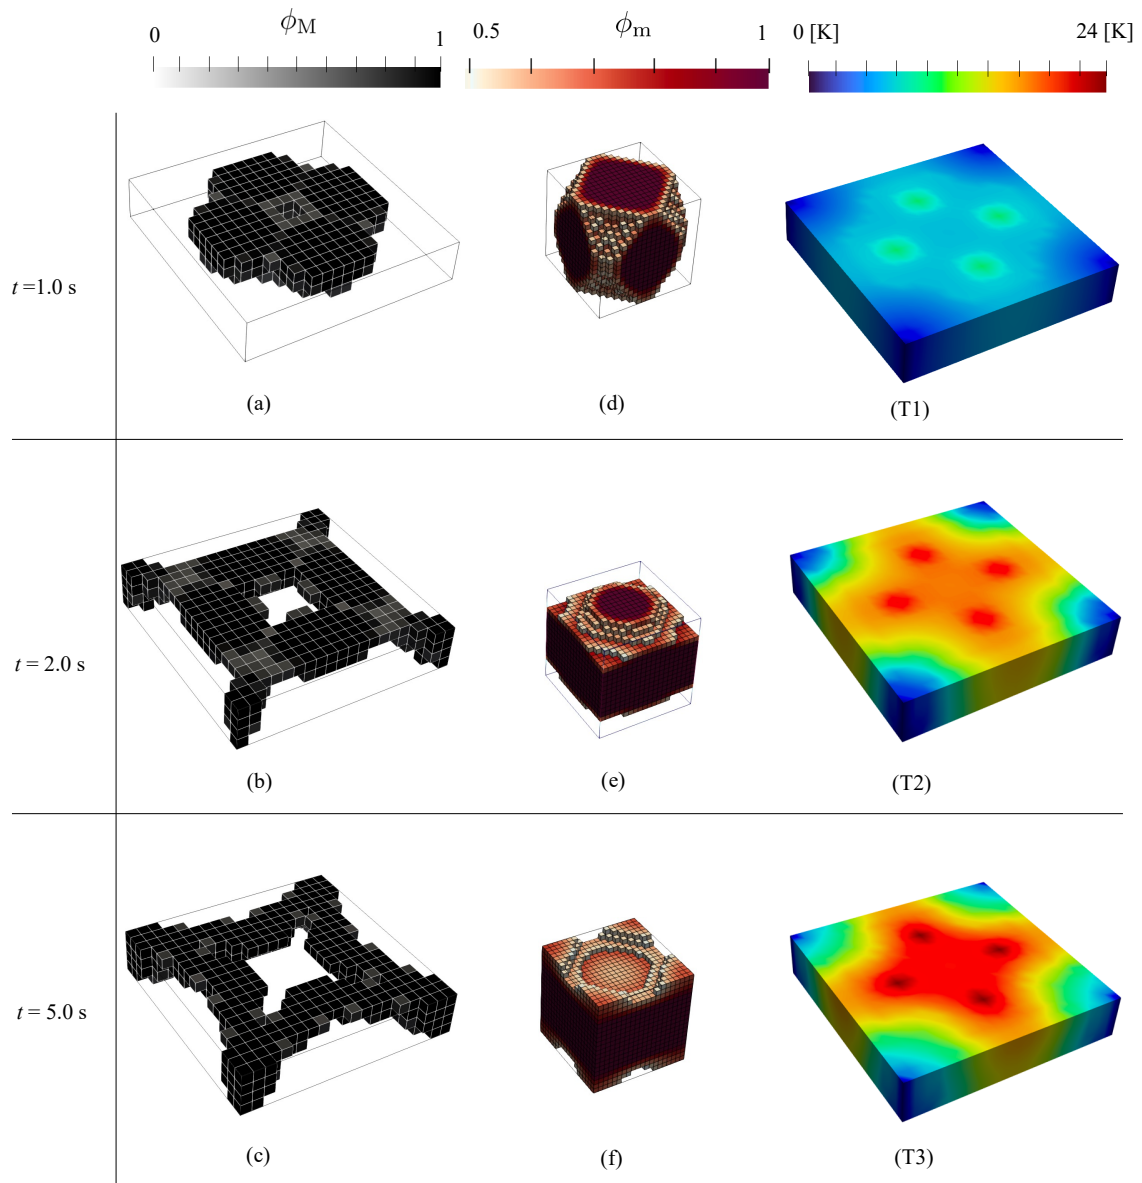 0 ϕM 1
0.5 ϕm 1
0 [K] 24 [K]
t =1.0 s
(a) (d) (T1)
t = 2.0 s
(b) (e) (T2)
t = 5.0 s
(c) (f) (T3)